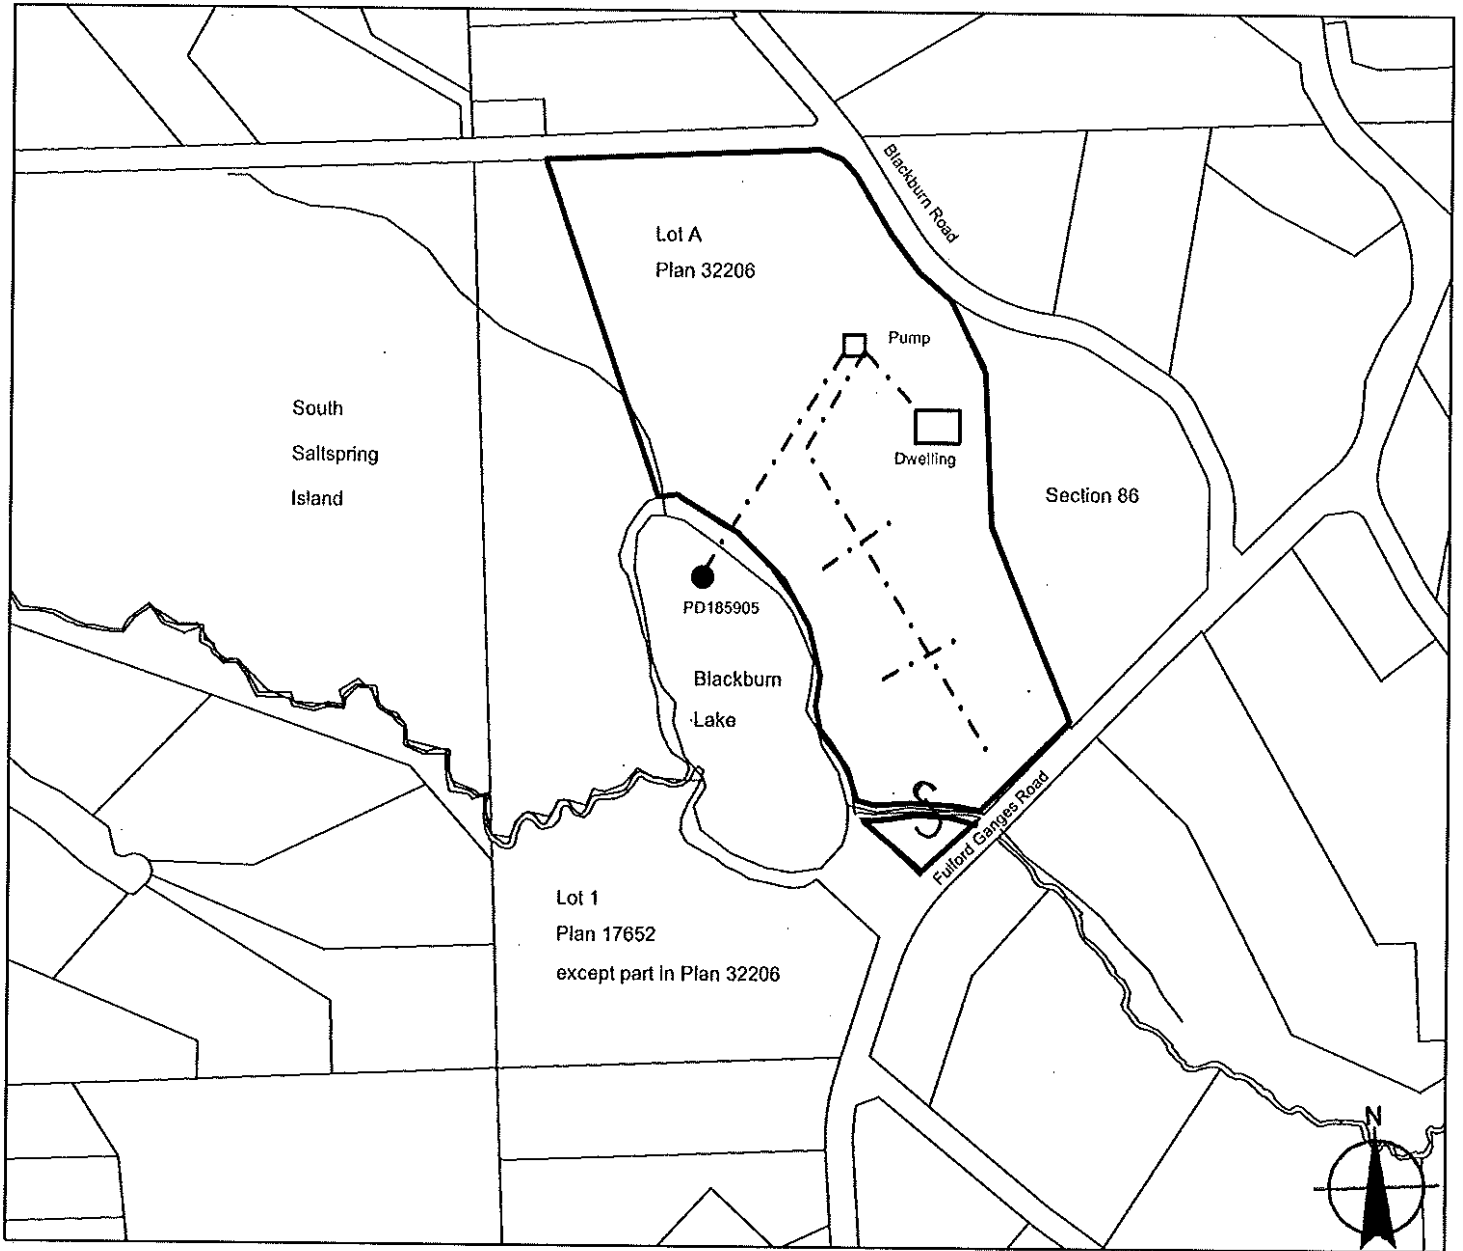 Blackburn Road
Lot A
Plan 32206
Pump
Dwelling
South
Saltspring
Island
Section 86
PD185905
Blackburn
Lake
S
Fulford Ganges Road
Lot 1
Plan 17652
except part in Plan 32206
N